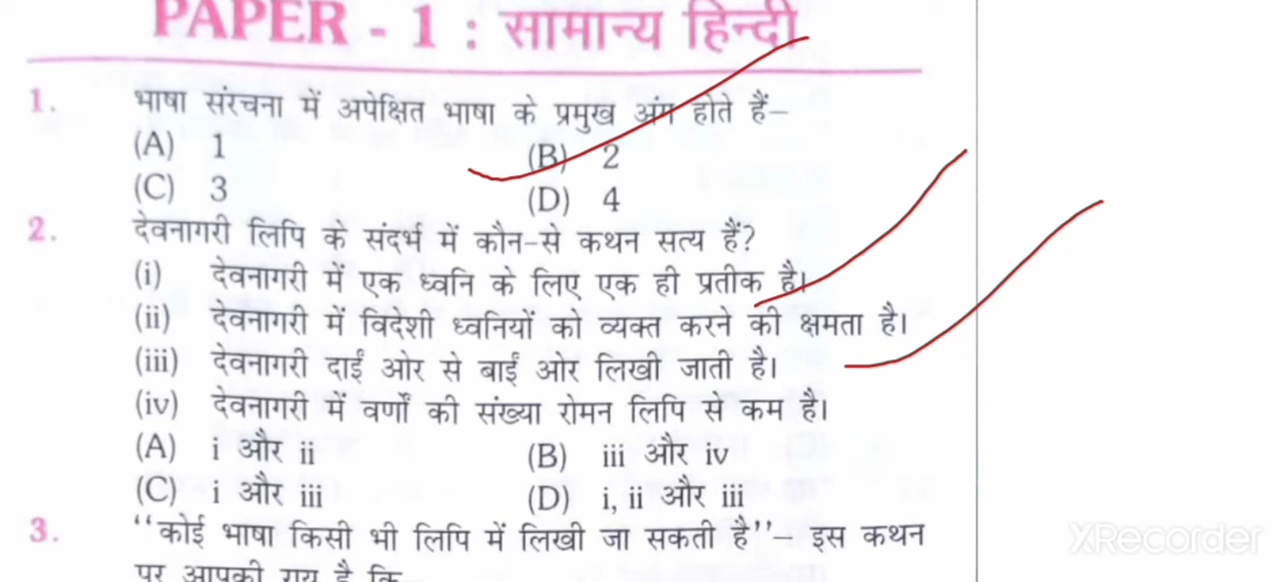 PAPER - 1 : सामान्य हिन्दी
1. भाषा संरचना में अपेक्षित भाषा के प्रमुख अंग होते हैं–
(A) 1 (B) 2
(C) 3 (D) 4
2. देवनागरी लिपि के संदर्भ में कौन-से कथन सत्य हैं?
(i) देवनागरी में एक ध्वनि के लिए एक ही प्रतीक है।
(ii) देवनागरी में विदेशी ध्वनियों को व्यक्त करने की क्षमता है।
(iii) देवनागरी दाईं ओर से बाईं ओर लिखी जाती है।
(iv) देवनागरी में वर्णों की संख्या रोमन लिपि से कम है।
(A) i और ii (B) iii और iv
(C) i और iii (D) i, ii और iii
3. “कोई भाषा किसी भी लिपि में लिखी जा सकती है”– इस कथन
पर आपकी राय है कि–
XRecorder